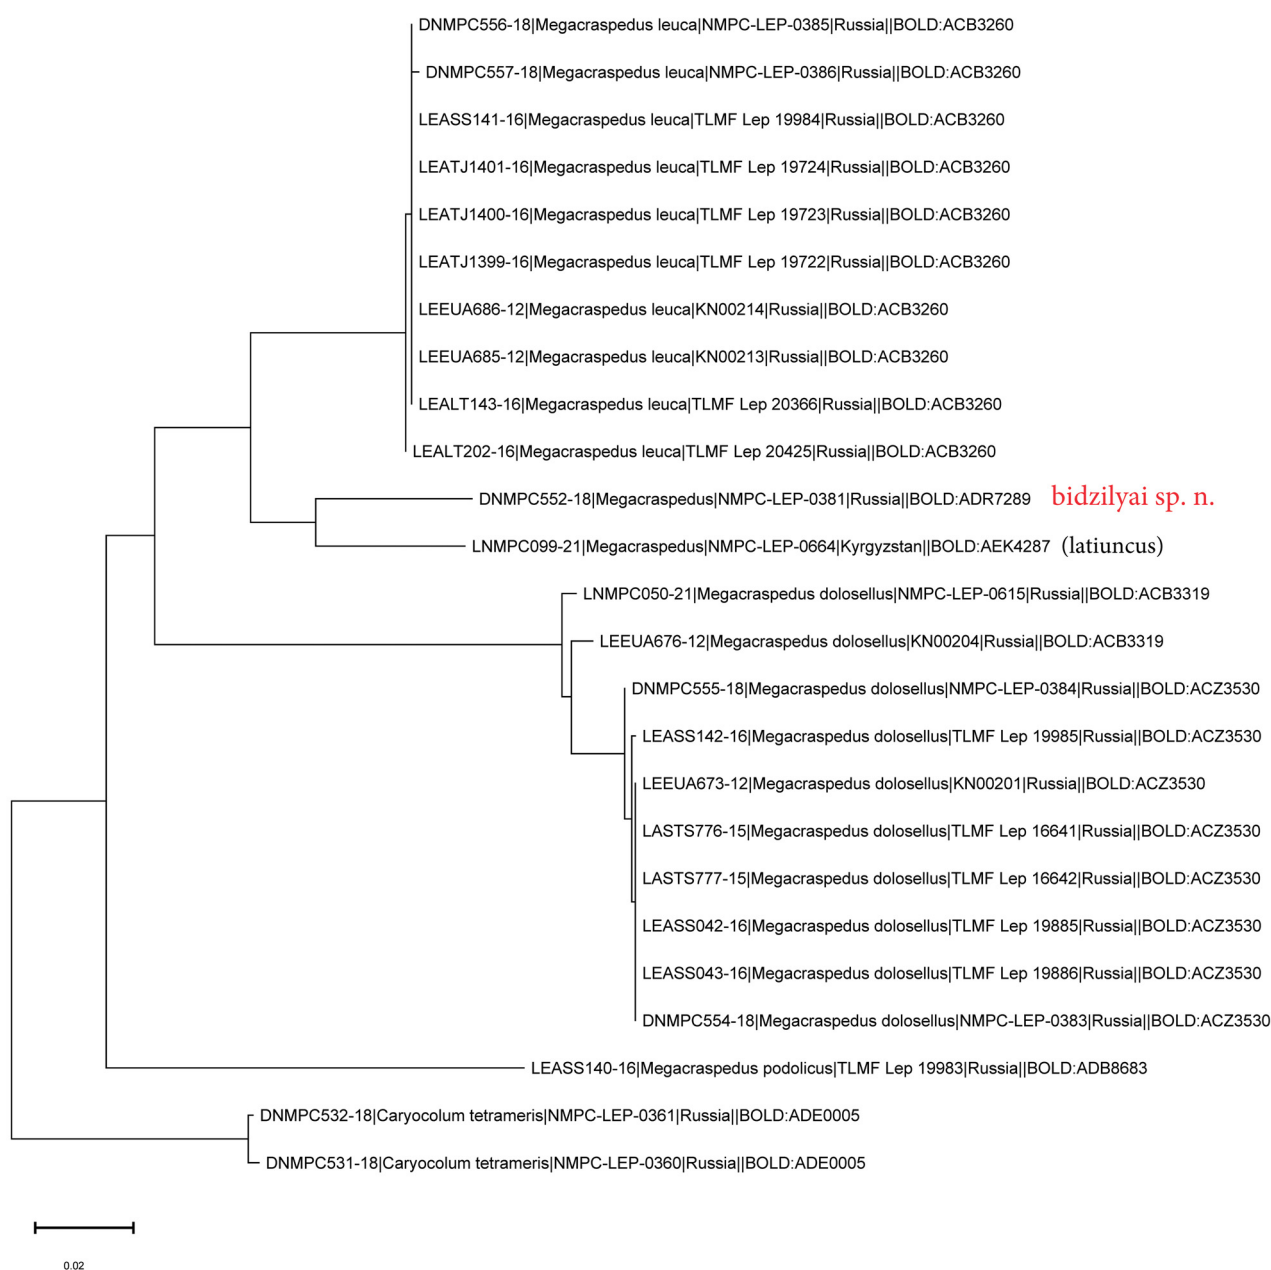 DNMPC556-18|Megacraspedus leuca|NMPC-LEP-0385|Russia||BOLD:ACB3260
DNMPC557-18|Megacraspedus leuca|NMPC-LEP-0386|Russia||BOLD:ACB3260
LEASS141-16|Megacraspedus leuca|TLMF Lep 19984|Russia||BOLD:ACB3260
LEATJ1401-16|Megacraspedus leuca|TLMF Lep 19724|Russia||BOLD:ACB3260
LEATJ1400-16|Megacraspedus leuca|TLMF Lep 19723|Russia||BOLD:ACB3260
LEATJ1399-16|Megacraspedus leuca|TLMF Lep 19722|Russia||BOLD:ACB3260
LEEUA686-12|Megacraspedus leuca|KN00214|Russia||BOLD:ACB3260
LEEUA685-12|Megacraspedus leuca|KN00213|Russia||BOLD:ACB3260
LEALT143-16|Megacraspedus leuca|TLMF Lep 20366|Russia||BOLD:ACB3260
LEALT202-16|Megacraspedus leuca|TLMF Lep 20425|Russia||BOLD:ACB3260
DNMPC552-18|Megacraspedus|NMPC-LEP-0381|Russia||BOLD:ADR7289 bidzilyai sp. n.
LNMPC099-21|Megacraspedus|NMPC-LEP-0664|Kyrgyzstan||BOLD:AEK4287 (latiuncus)
LNMPC050-21|Megacraspedus dolosellus|NMPC-LEP-0615|Russia||BOLD:ACB3319
LEEUA676-12|Megacraspedus dolosellus|KN00204|Russia||BOLD:ACB3319
DNMPC555-18|Megacraspedus dolosellus|NMPC-LEP-0384|Russia||BOLD:ACZ3530
LEASS142-16|Megacraspedus dolosellus|TLMF Lep 19985|Russia||BOLD:ACZ3530
LEEUA673-12|Megacraspedus dolosellus|KN00201|Russia||BOLD:ACZ3530
LASTS776-15|Megacraspedus dolosellus|TLMF Lep 16641|Russia||BOLD:ACZ3530
LASTS777-15|Megacraspedus dolosellus|TLMF Lep 16642|Russia||BOLD:ACZ3530
LEASS042-16|Megacraspedus dolosellus|TLMF Lep 19885|Russia||BOLD:ACZ3530
LEASS043-16|Megacraspedus dolosellus|TLMF Lep 19886|Russia||BOLD:ACZ3530
DNMPC554-18|Megacraspedus dolosellus|NMPC-LEP-0383|Russia||BOLD:ACZ3530
LEASS140-16|Megacraspedus podolicus|TLMF Lep 19983|Russia||BOLD:ADB8683
DNMPC532-18|Caryocolum tetrameris|NMPC-LEP-0361|Russia||BOLD:ADE0005
DNMPC531-18|Caryocolum tetrameris|NMPC-LEP-0360|Russia||BOLD:ADE0005
0.02